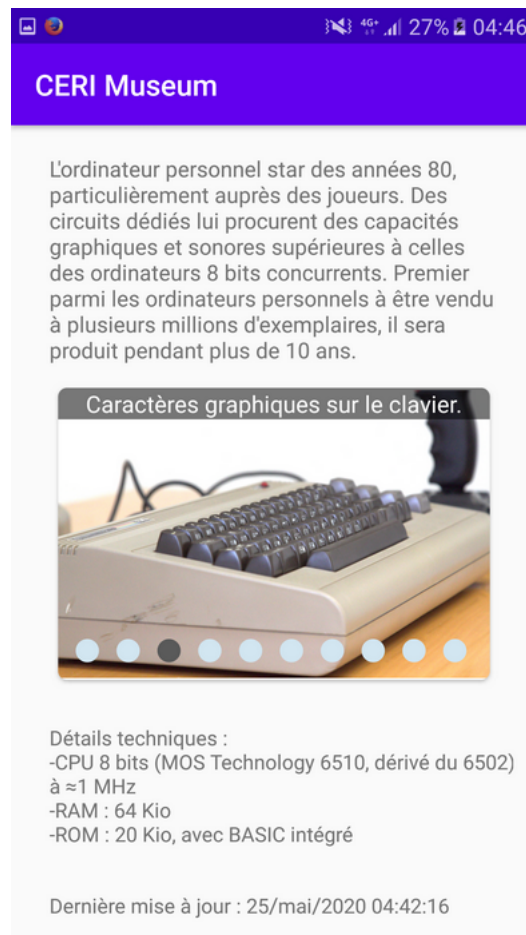 4G+ 27% 04:46
CERI Museum
L'ordinateur personnel star des années 80,
particulièrement auprès des joueurs. Des
circuits dédiés lui procurent des capacités
graphiques et sonores supérieures à celles
des ordinateurs 8 bits concurrents. Premier
parmi les ordinateurs personnels à être vendu
à plusieurs millions d'exemplaires, il sera
produit pendant plus de 10 ans.
Caractères graphiques sur le clavier.
Détails techniques :
-CPU 8 bits (MOS Technology 6510, dérivé du 6502)
à ≈1 MHz
-RAM : 64 Kio
-ROM : 20 Kio, avec BASIC intégré
Dernière mise à jour : 25/mai/2020 04:42:16